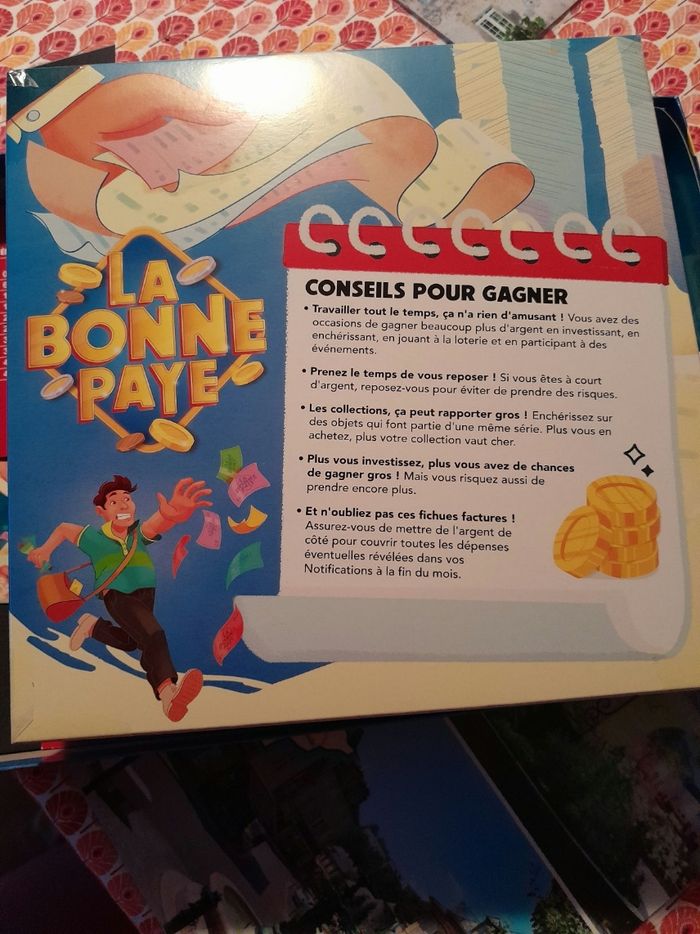 LA
BONNE
PAYE
CONSEILS POUR GAGNER
• Travailler tout le temps, ça n'a rien d'amusant ! Vous avez des
occasions de gagner beaucoup plus d'argent en investissant, en
enchérissant, en jouant à la loterie et en participant à des
événements.
• Prenez le temps de vous reposer ! Si vous êtes à court
d'argent, reposez-vous pour éviter de prendre des risques.
• Les collections, ça peut rapporter gros ! Enchérissez sur
des objets qui font partie d'une même série. Plus vous en
achetez, plus votre collection vaut cher.
• Plus vous investissez, plus vous avez de chances
de gagner gros ! Mais vous risquez aussi de
prendre encore plus.
• Et n'oubliez pas ces fichues factures !
Assurez-vous de mettre de l'argent de
côté pour couvrir toutes les dépenses
éventuelles révélées dans vos
Notifications à la fin du mois.